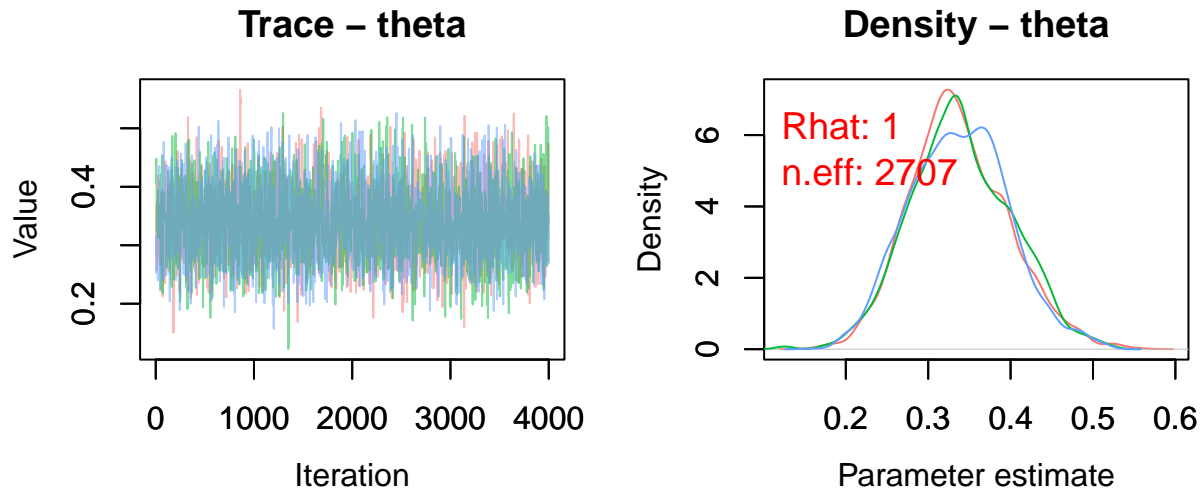 Trace – theta
Value
0.2
0.4
0
1000
2000
3000
4000
Iteration
Density – theta
Density
0
2
4
6
Rhat: 1
n.eff: 2707
0.2
0.3
0.4
0.5
0.6
Parameter estimate